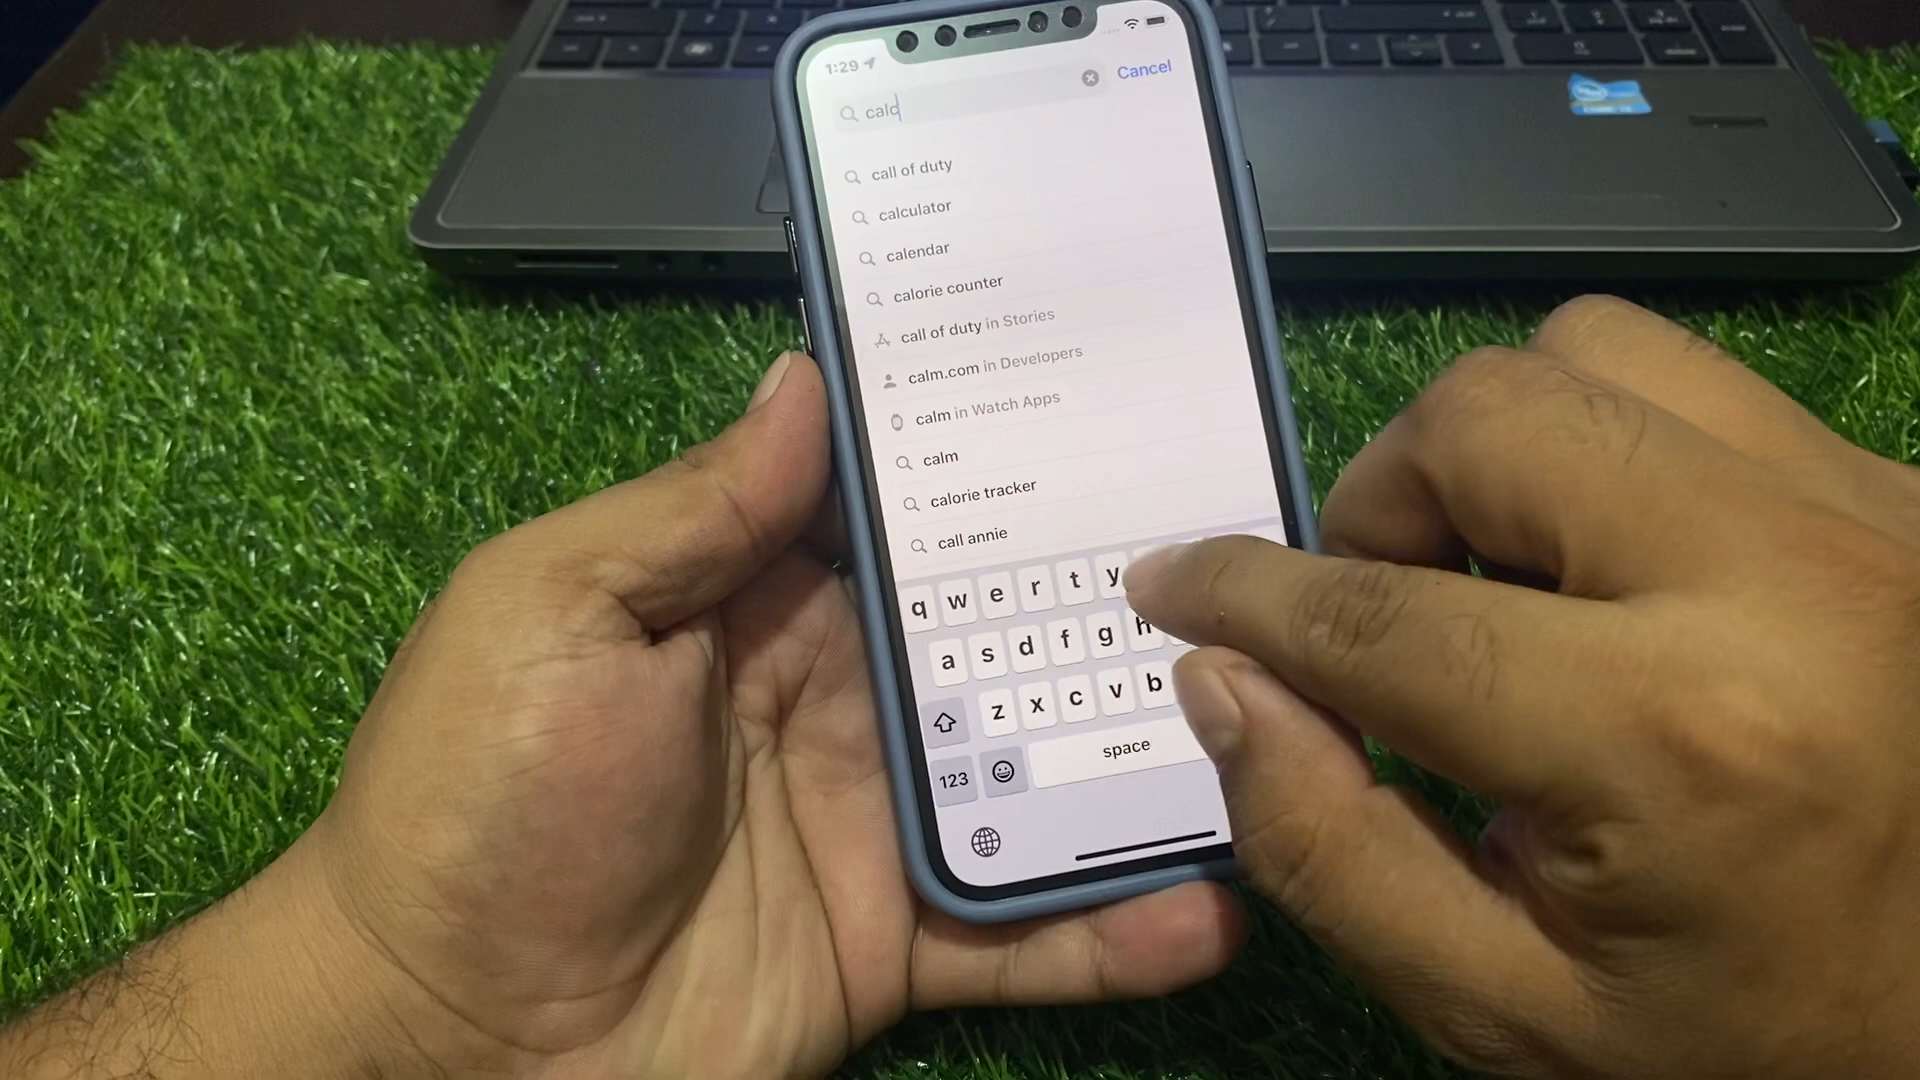 1:29
calc
Cancel
call of duty
calculator
calendar
calorie counter
call of duty in Stories
calm.com in Developers
calm in Watch Apps
calm
calorie tracker
call annie
q w e r t y
a s d f g h
z x c v b
123 space